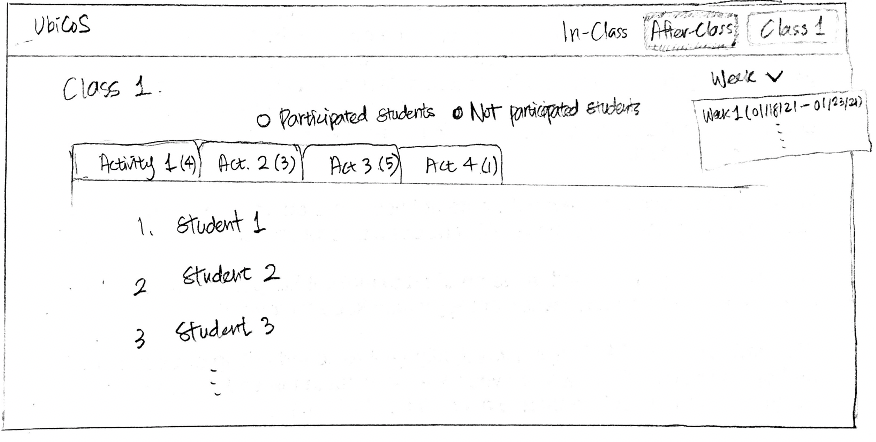 UbiCoS In-Class After-Class Class 1
Class 1.
Week
Participated students Not participated students
Week 1 (01/18/21 - 01/23/21)
Activity 1 (4) Act. 2 (3) Act 3 (5) Act 4 (1)
1. Student 1
2 Student 2
3 Student 3